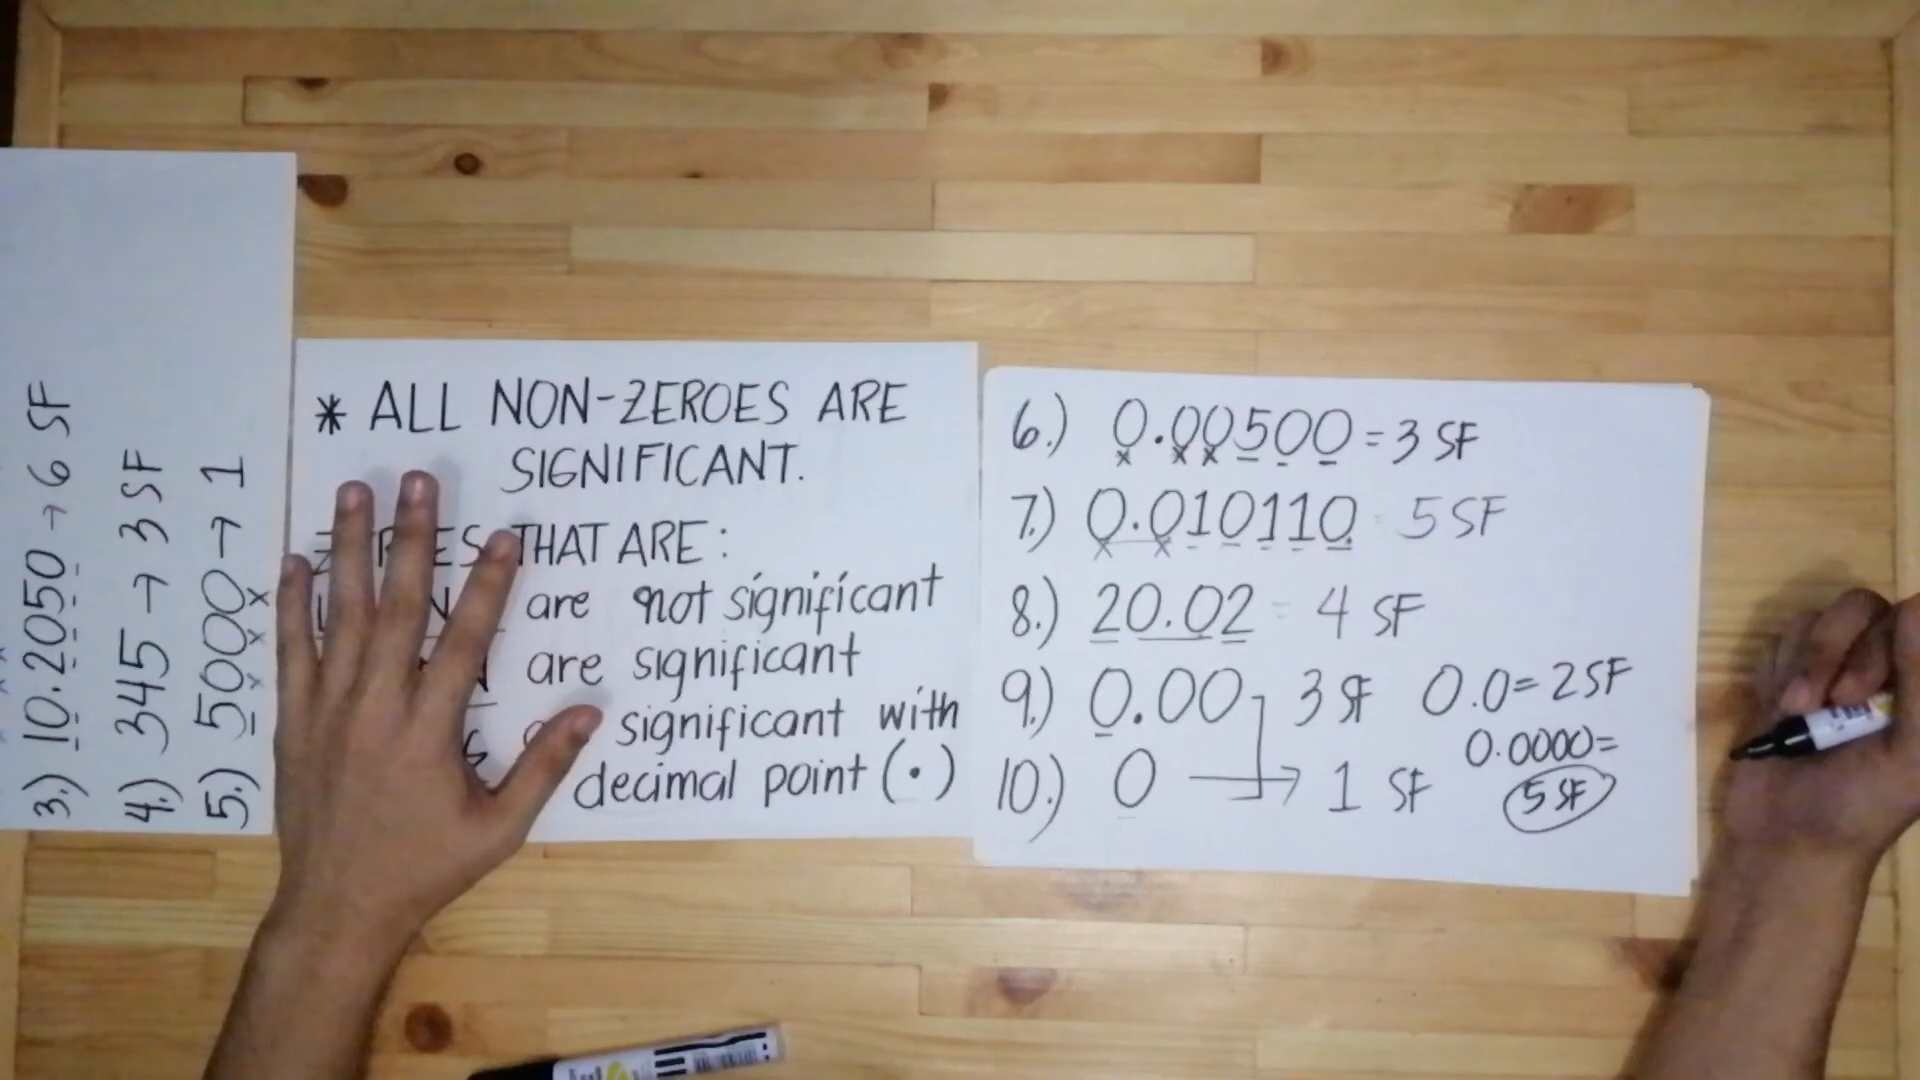 3.) 10.2050 → 6 SF
4.) 345 → 3 SF
5.) 5000 → 1
* ALL NON-ZEROES ARE
SIGNIFICANT.
THAT ARE:
are not significant
are significant
significant with
decimal point (.)
6.) 0.00500 = 3 SF
7.) 0.010110 5 SF
8.) 20.02 = 4 SF
9.) 0.00 3 SF 0.0 = 2 SF
0.0000 =
10.) 0 → 1 SF
5 SF